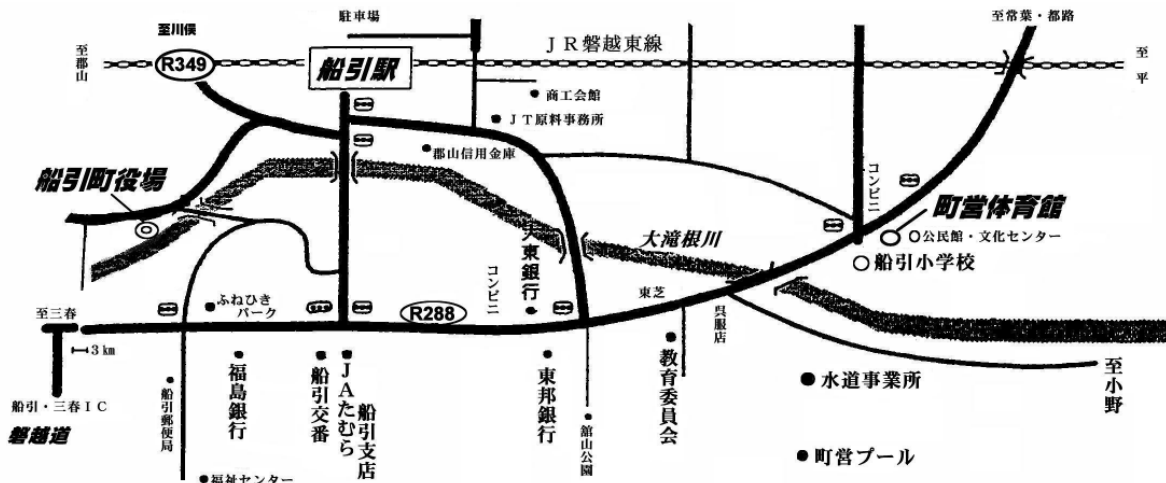 至川俣
駐車場
至常葉・都路
至郡山
R349
船引駅
JR磐越東線
至平
商工会館
JT原料事務所
郡山信用金庫
コンビニ
船引町役場
町営体育館
公民館・文化センター
大滝根川
船引小学校
大東銀行
コンビニ
東芝
呉服店
ふねひき
パーク
R288
至三春
3km
船引・三春IC
磐越道
船引郵便局
福島銀行
船引交番
JAたむら
船引支店
東邦銀行
舘山公園
教育委員会
水道事業所
至小野
町営プール
福祉センター